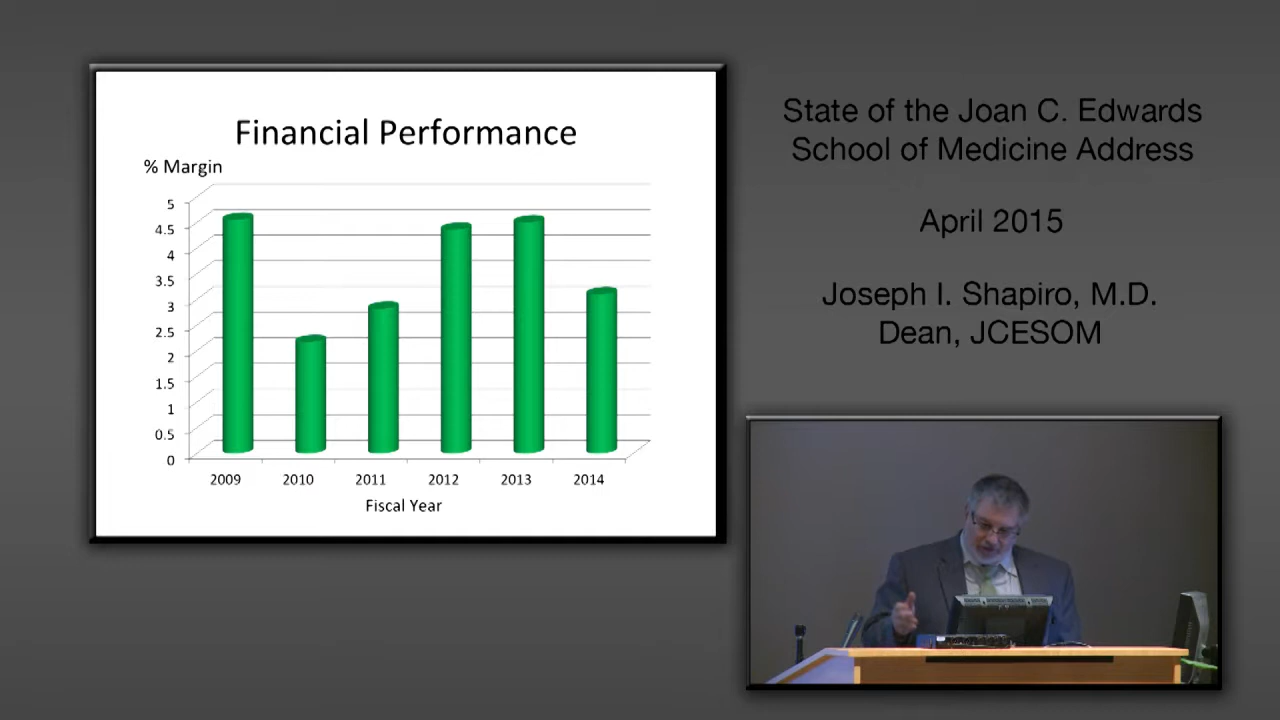 Financial Performance
% Margin
5
4.5
4
3.5
3
2.5
2
1.5
1
0.5
0
2009 2010 2011 2012 2013 2014
Fiscal Year
State of the Joan C. Edwards
School of Medicine Address
April 2015
Joseph I. Shapiro, M.D.
Dean, JCESOM